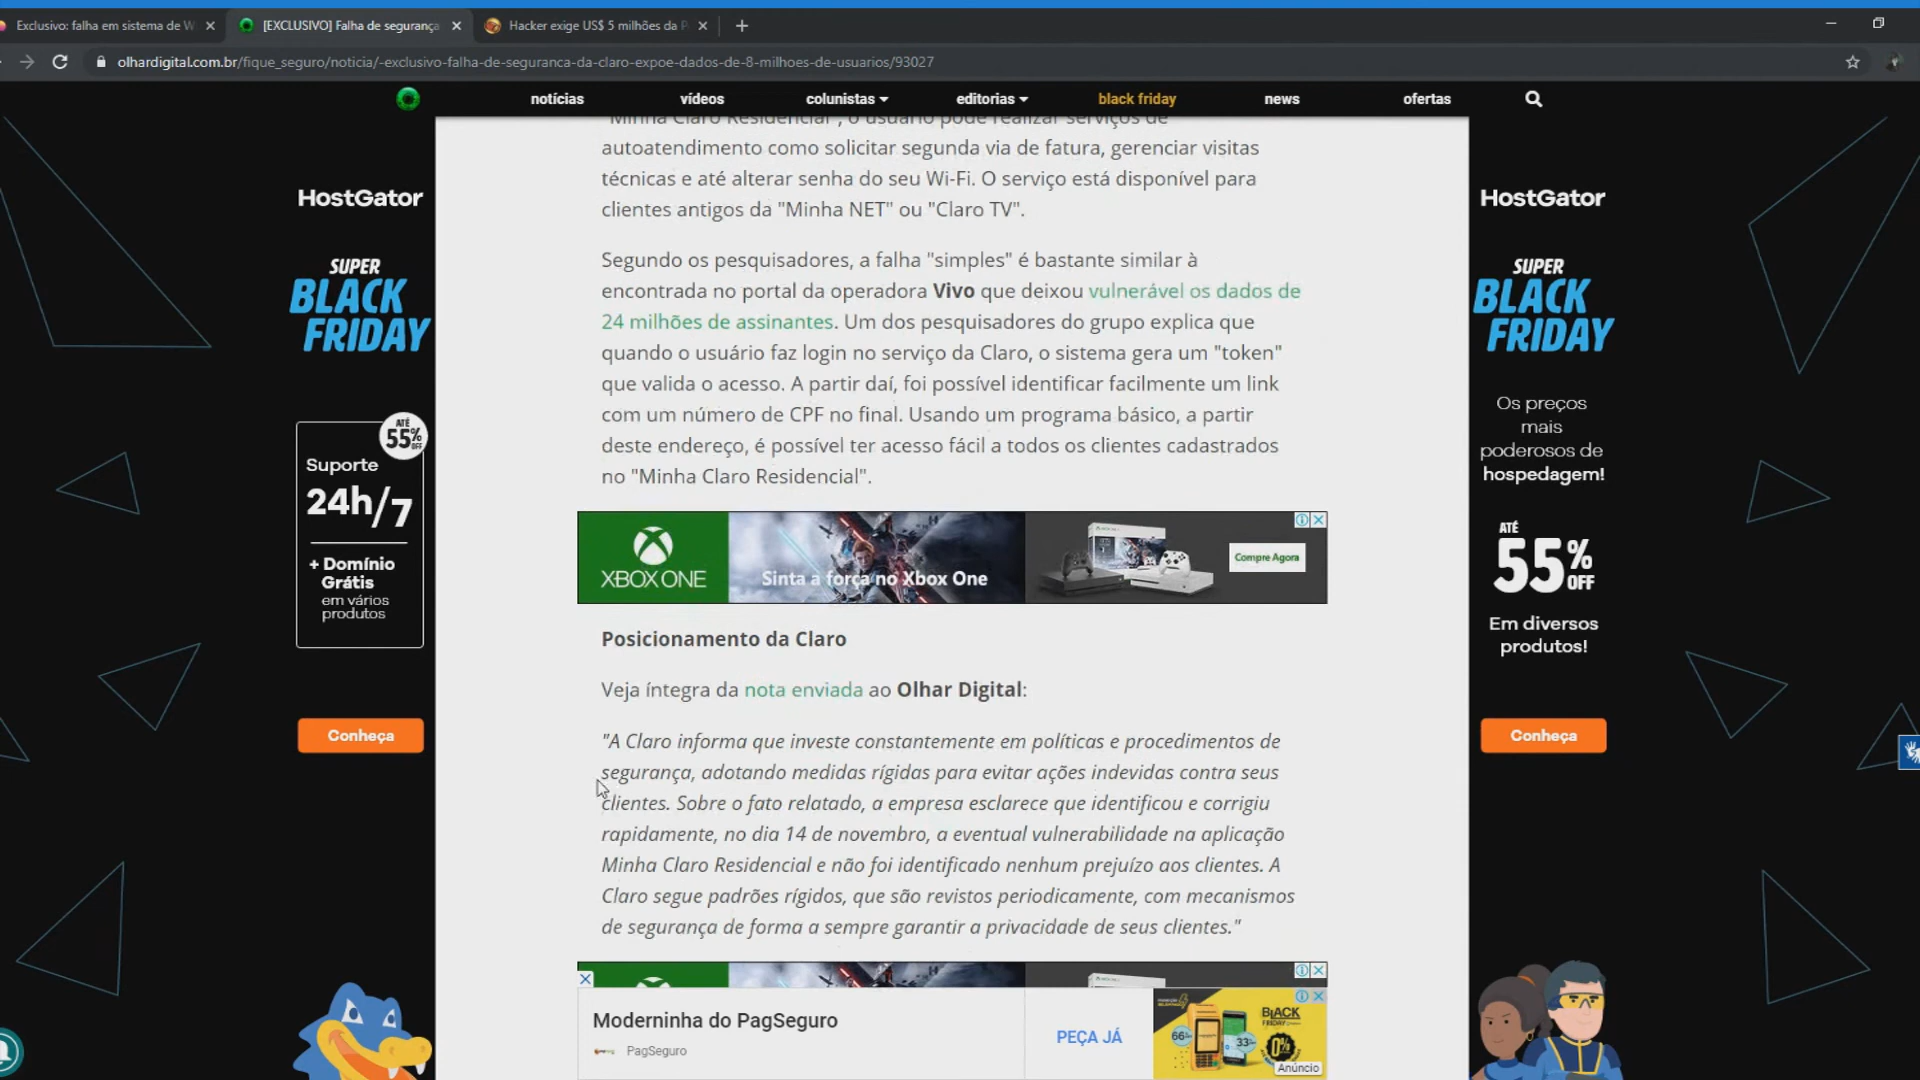 Exclusivo: falha em sistema de W
[EXCLUSIVO] Falha de segurança
Hacker exige US$ 5 milhões da P
olhardigital.com.br/fique_seguro/noticia/-exclusivo-falha-de-seguranca-da-claro-expoe-dados-de-8-milhoes-de-usuarios/93027
notícias
vídeos
colunistas
editorias
black friday
news
ofertas
"Minha Claro Residencial", o usuário pode realizar serviços de
autoatendimento como solicitar segunda via de fatura, gerenciar visitas
técnicas e até alterar senha do seu Wi-Fi. O serviço está disponível para
clientes antigos da "Minha NET" ou "Claro TV".
Segundo os pesquisadores, a falha "simples" é bastante similar à
encontrada no portal da operadora Vivo que deixou vulnerável os dados de
24 milhões de assinantes. Um dos pesquisadores do grupo explica que
quando o usuário faz login no serviço da Claro, o sistema gera um "token"
que valida o acesso. A partir daí, foi possível identificar facilmente um link
com um número de CPF no final. Usando um programa básico, a partir
deste endereço, é possível ter acesso fácil a todos os clientes cadastrados
no "Minha Claro Residencial".
XBOX ONE
Sinta a força no Xbox One
Compre Agora
Posicionamento da Claro
Veja íntegra da nota enviada ao Olhar Digital:
"A Claro informa que investe constantemente em políticas e procedimentos de
segurança, adotando medidas rígidas para evitar ações indevidas contra seus
clientes. Sobre o fato relatado, a empresa esclarece que identificou e corrigiu
rapidamente, no dia 14 de novembro, a eventual vulnerabilidade na aplicação
Minha Claro Residencial e não foi identificado nenhum prejuízo aos clientes. A
Claro segue padrões rígidos, que são revistos periodicamente, com mecanismos
de segurança de forma a sempre garantir a privacidade de seus clientes."
Moderninha do PagSeguro
PagSeguro
PEÇA JÁ
BLACK
FRIDAY
66%
33%
0%
Anúncio
HostGator
SUPER
BLACK
FRIDAY
ATÉ
55%
OFF
Suporte
24h/7
+ Domínio
Grátis
em vários
produtos
Conheça
HostGator
SUPER
BLACK
FRIDAY
Os preços
mais
poderosos de
hospedagem!
ATÉ
55%
OFF
Em diversos
produtos!
Conheça